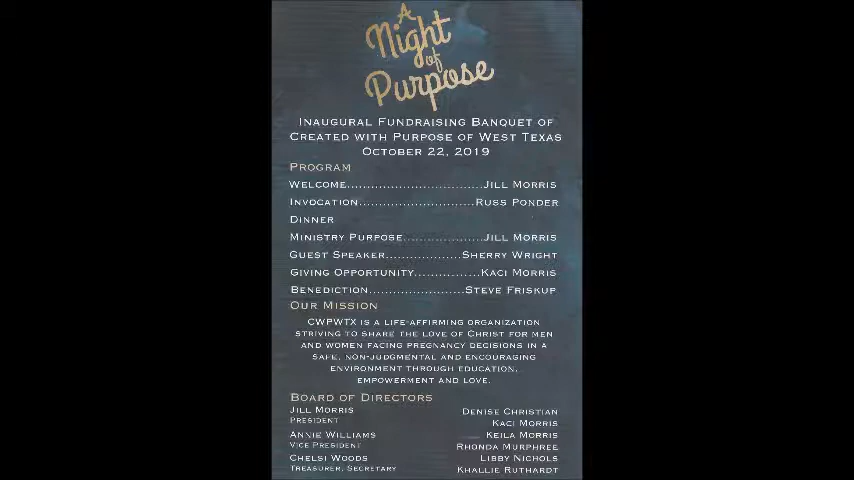 A
Night
of
Purpose
Inaugural Fundraising Banquet of
Created with Purpose of West Texas
October 22, 2019
Program
Welcome..................................Jill Morris
Invocation.............................Russ Ponder
Dinner
Ministry Purpose....................Jill Morris
Guest Speaker...................Sherry Wright
Giving Opportunity................Kaci Morris
Benediction........................Steve Friskup
Our Mission
CWPWTX is a life-affirming organization
striving to share the love of Christ for men
and women facing pregnancy decisions in a
safe, non-judgmental and encouraging
environment through education,
empowerment and love.
Board of Directors
Jill Morris
President
Annie Williams
Vice President
Chelsi Woods
Treasurer, Secretary
Denise Christian
Kaci Morris
Keila Morris
Rhonda Murphree
Libby Nichols
Khallie Ruthardt